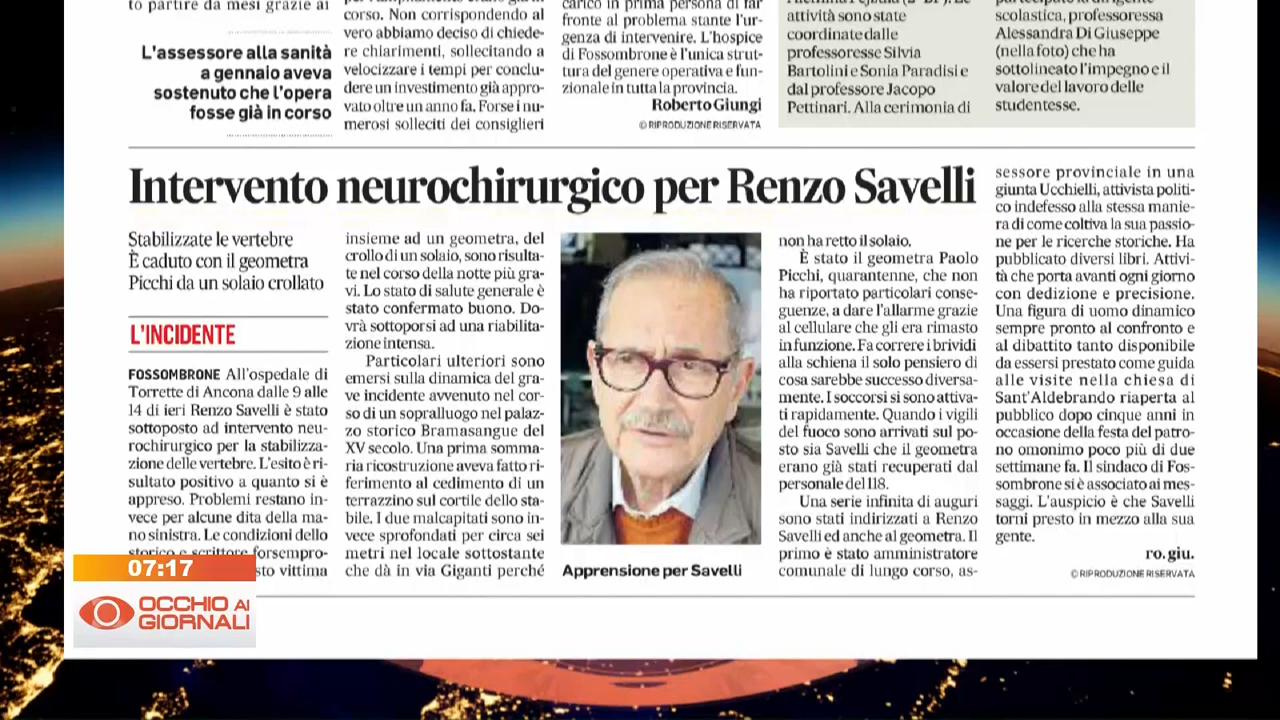 to partire da mesi grazie ai
L'assessore alla sanità
a gennaio aveva
sostenuto che l'opera
fosse già in corso
corso. Non corrispondendo al
vero abbiamo deciso di chiede-
re chiarimenti, sollecitando a
velocizzare i tempi per conclu-
dere un investimento già appro-
vato oltre un anno fa. Forse i nu-
merosi solleciti dei consiglieri
carico in prima persona di far
fronte al problema stante l'ur-
genza di intervenire. L'hospice
di Fossombrone è l'unica strut-
tura del genere operativa e fun-
zionale in tutta la provincia.
Roberto Giungi
© RIPRODUZIONE RISERVATA
attività sono state
coordinate dalle
professoresse Silvia
Bartolini e Sonia Paradisi e
dal professore Jacopo
Pettinari. Alla cerimonia di
scolastica, professoressa
Alessandra Di Giuseppe
(nella foto) che ha
sottolineato l'impegno e il
valore del lavoro delle
studentesse.
Intervento neurochirurgico per Renzo Savelli
Stabilizzate le vertebre
È caduto con il geometra
Picchi da un solaio crollato
L'INCIDENTE
FOSSOMBRONE All'ospedale di
Torrette di Ancona dalle 9 alle
14 di ieri Renzo Savelli è stato
sottoposto ad intervento neu-
rochirurgico per la stabilizza-
zione delle vertebre. L'esito è ri-
sultato positivo a quanto si è
appreso. Problemi restano in-
vece per alcune dita della ma-
no sinistra. Le condizioni dello
storico e scrittore forsempro-
sto vittima
insieme ad un geometra, del
crollo di un solaio, sono risulta-
te nel corso della notte più gra-
vi. Lo stato di salute generale è
stato confermato buono. Do-
vrà sottoporsi ad una riabilita-
zione intensa.
Particolari ulteriori sono
emersi sulla dinamica del gra-
ve incidente avvenuto nel cor-
so di un sopralluogo nel palaz-
zo storico Bramasangue del
XV secolo. Una prima somma-
ria ricostruzione aveva fatto ri-
ferimento al cedimento di un
terrazzino sul cortile dello sta-
bile. I due malcapitati sono in-
vece sprofondati per circa sei
metri nel locale sottostante
che dà in via Giganti perché
Apprensione per Savelli
non ha retto il solaio.
È stato il geometra Paolo
Picchi, quarantenne, che non
ha riportato particolari conse-
guenze, a dare l'allarme grazie
al cellulare che gli era rimasto
in funzione. Fa correre i brividi
alla schiena il solo pensiero di
cosa sarebbe successo diversa-
mente. I soccorsi si sono attiva-
ti rapidamente. Quando i vigili
del fuoco sono arrivati sul po-
sto sia Savelli che il geometra
erano già stati recuperati dal
personale del 118.
Una serie infinita di auguri
sono stati indirizzati a Renzo
Savelli ed anche al geometra. Il
primo è stato amministratore
comunale di lungo corso, as-
sessore provinciale in una
giunta Ucchielli, attivista politi-
co indefesso alla stessa manie-
ra di come coltiva la sua passio-
ne per le ricerche storiche. Ha
pubblicato diversi libri. Attivi-
tà che porta avanti ogni giorno
con dedizione e precisione.
Una figura di uomo dinamico
sempre pronto al confronto e
al dibattito tanto disponibile
da essersi prestato come guida
alle visite nella chiesa di
Sant'Aldebrando riaperta al
pubblico dopo cinque anni in
occasione della festa del patro-
no omonimo poco più di due
settimane fa. Il sindaco di Fos-
sombrone si è associato ai mes-
saggi. L'auspicio è che Savelli
torni presto in mezzo alla sua
gente.
ro. giu.
© RIPRODUZIONE RISERVATA
07:17
OCCHIO AI
GIORNALI